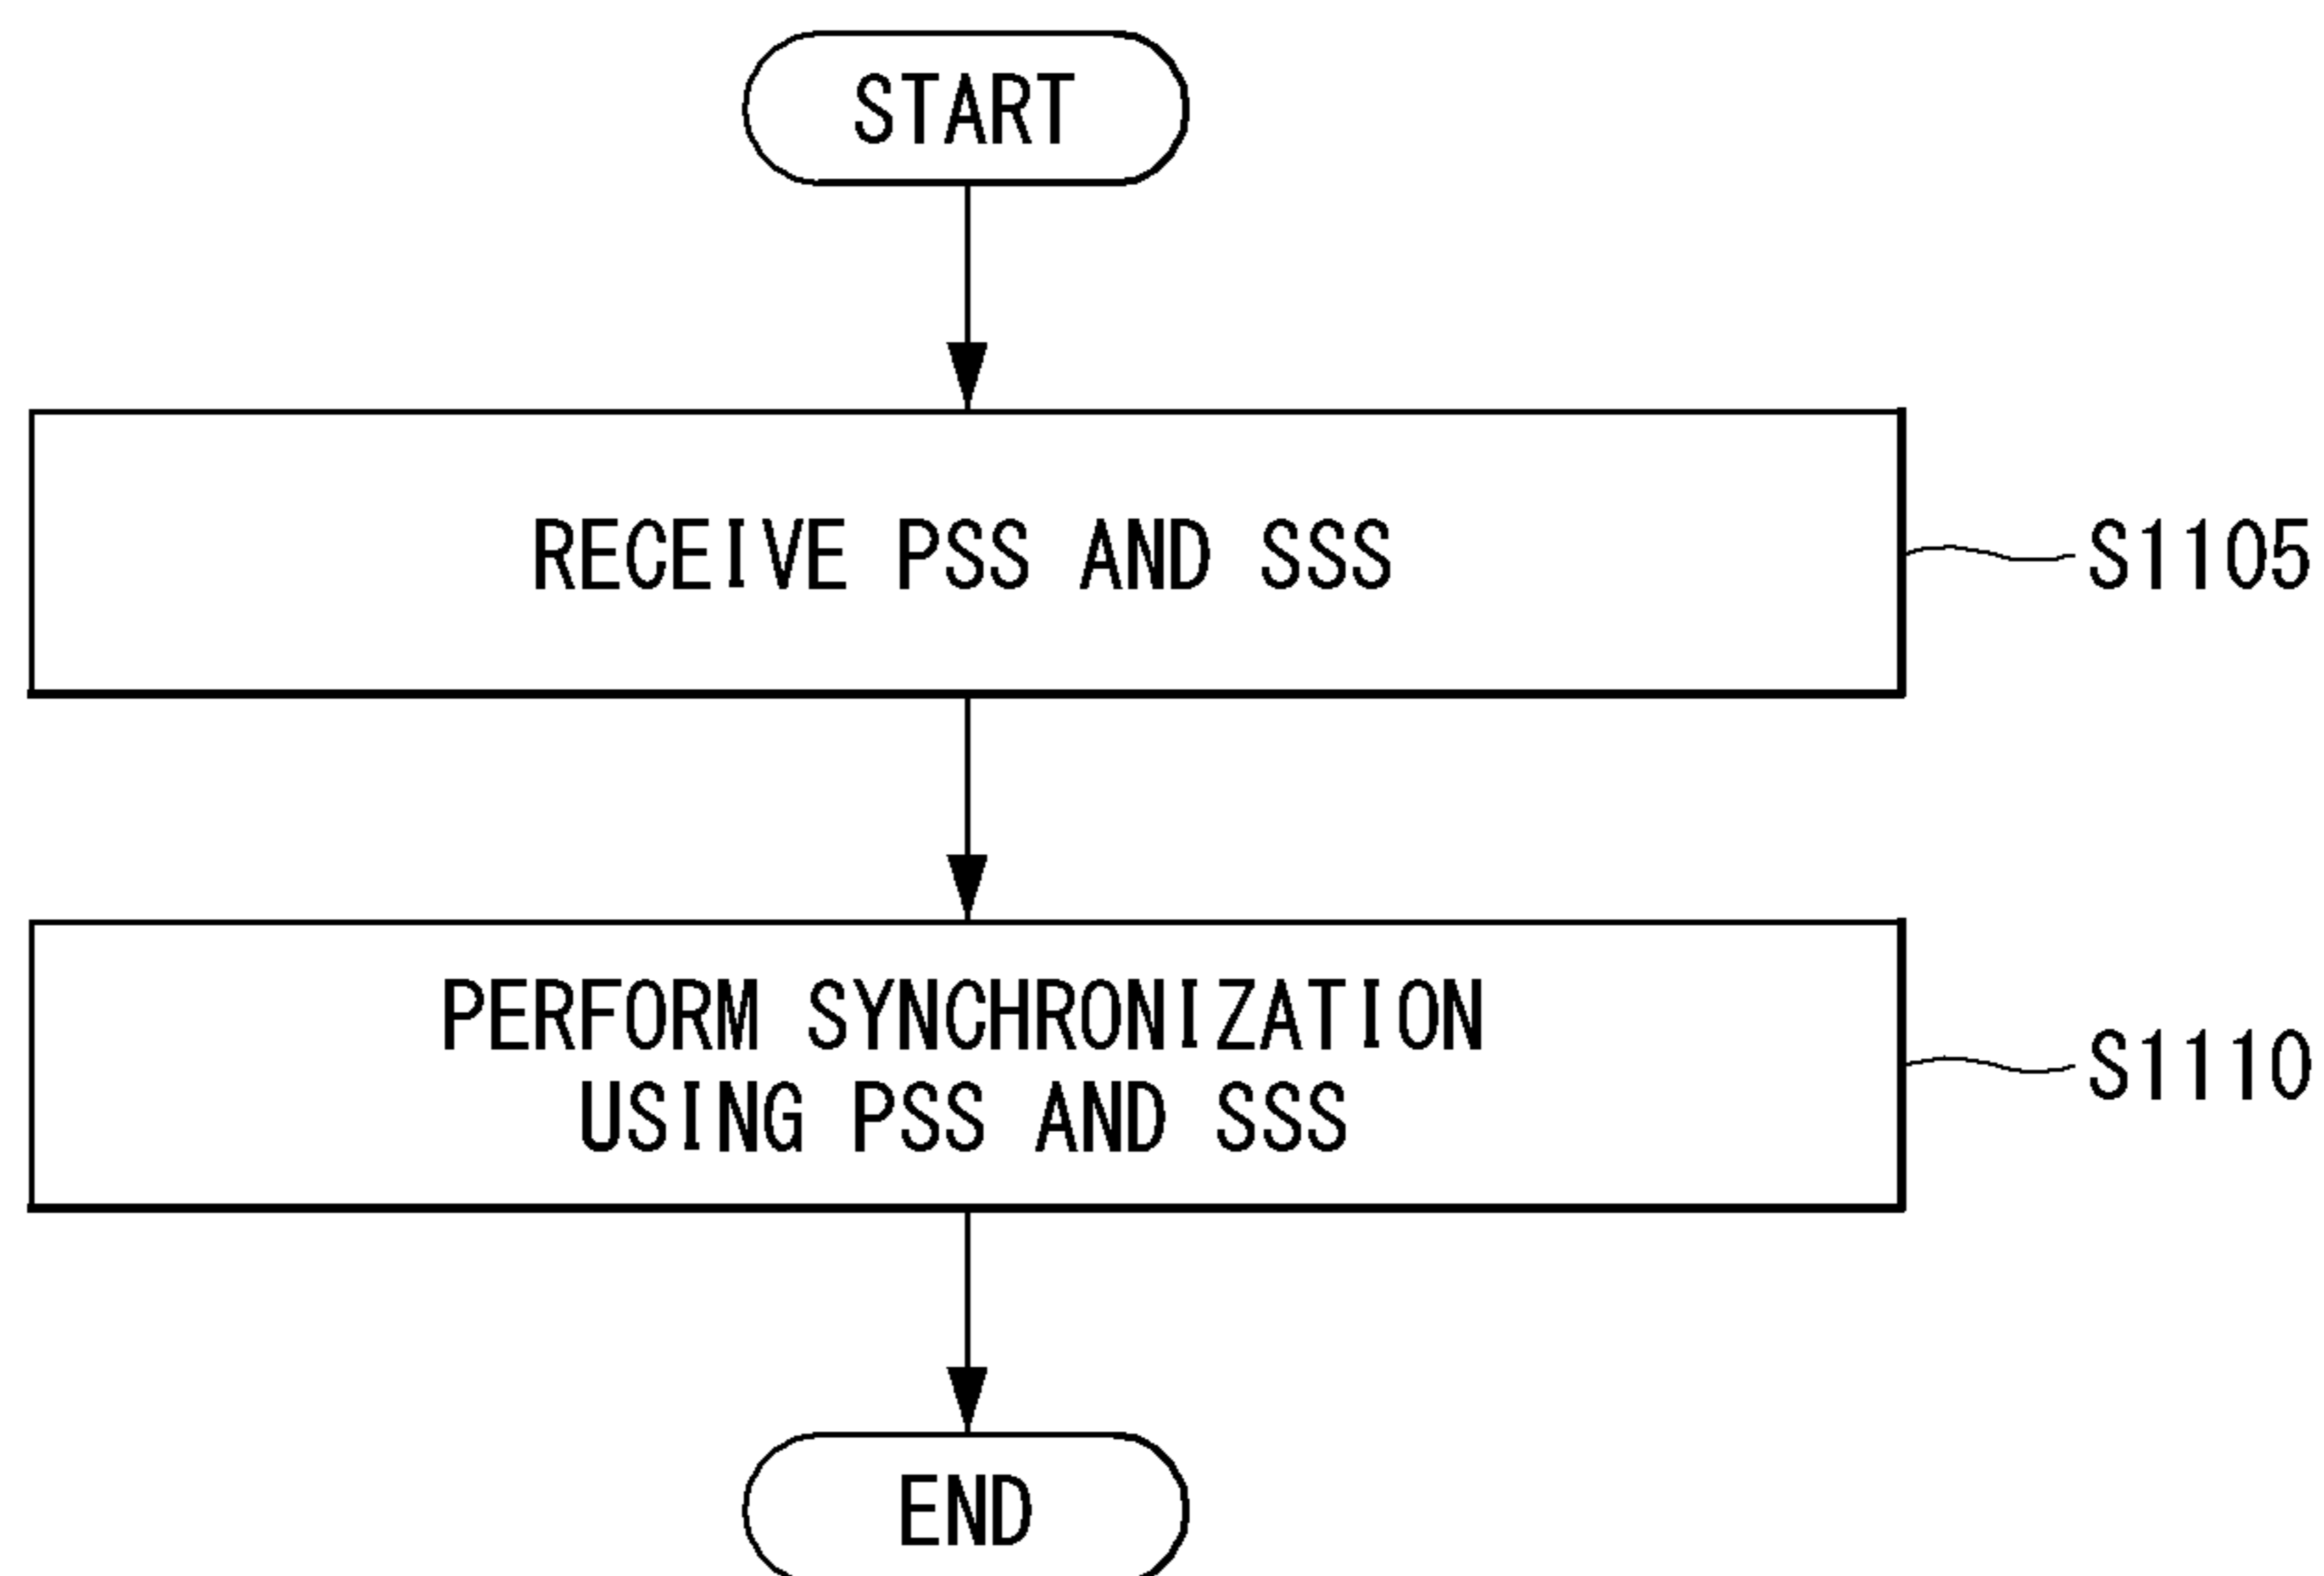 START
RECEIVE PSS AND SSS
S1105
PERFORM SYNCHRONIZATION
USING PSS AND SSS
S1110
END